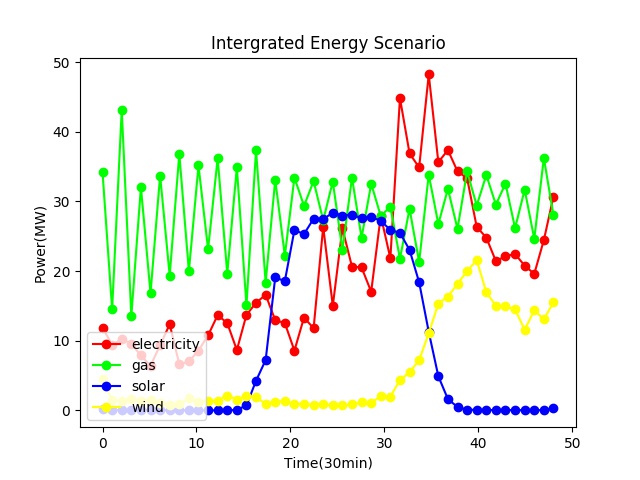 Intergrated Energy Scenario
Power(MW)
50
40
30
20
10
0
electricity
gas
solar
wind
0 10 20 30 40 50
Time(30min)